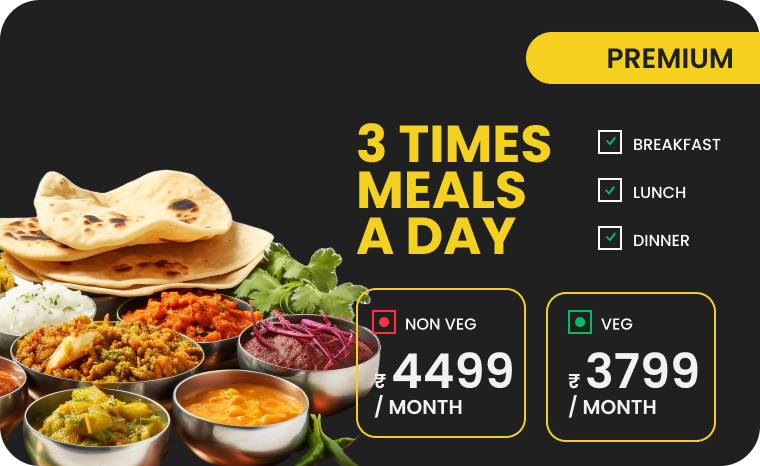 PREMIUM
3 TIMES
MEALS
A DAY
BREAKFAST
LUNCH
DINNER
NON VEG
₹ 4499
/ MONTH
VEG
₹ 3799
/ MONTH